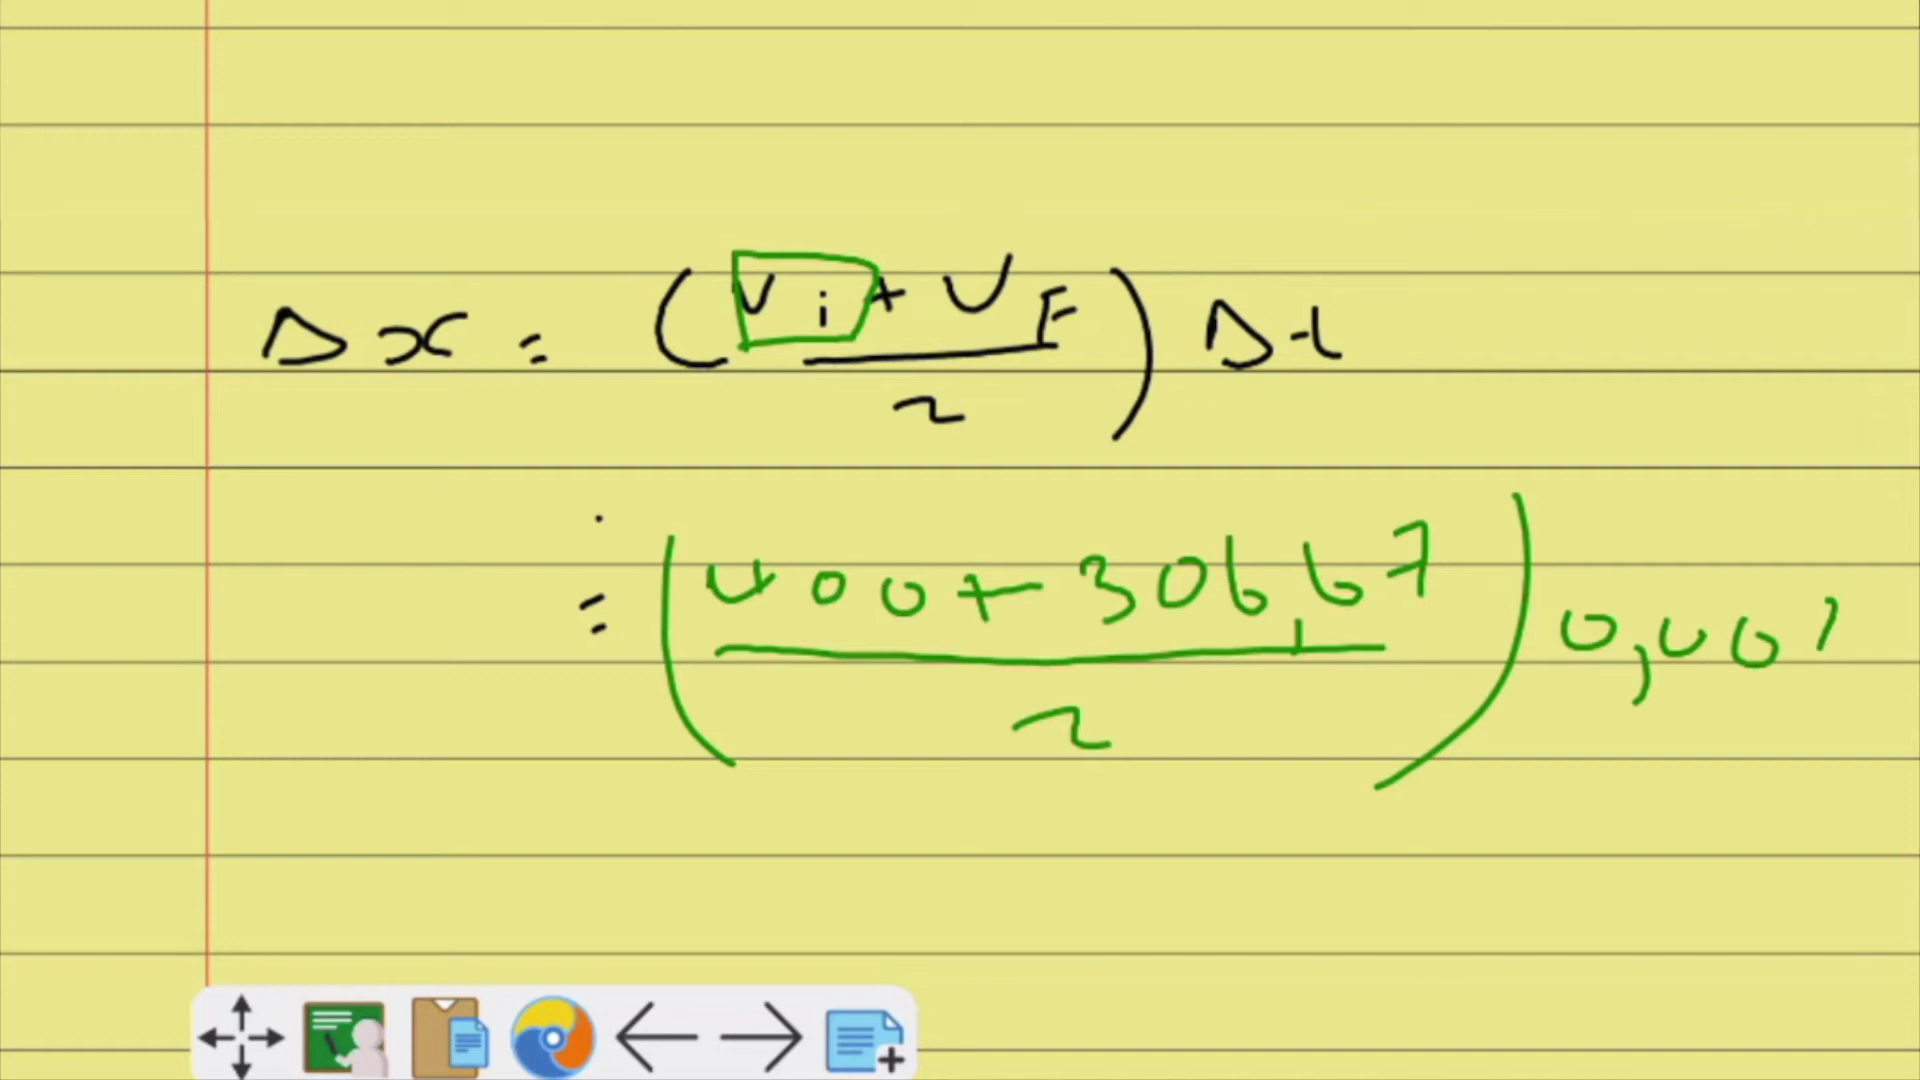 Δx = (vi + vF / 2) Δt
= (400 + 306,67 / 2) 0,001